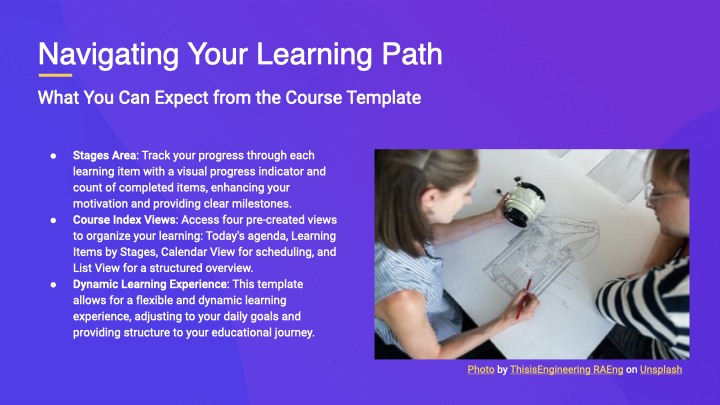 Navigating Your Learning Path
What You Can Expect from the Course Template
● Stages Area: Track your progress through each
learning item with a visual progress indicator and
count of completed items, enhancing your
motivation and providing clear milestones.
● Course Index Views: Access four pre-created views
to organize your learning: Today's agenda, Learning
Items by Stages, Calendar View for scheduling, and
List View for a structured overview.
● Dynamic Learning Experience: This template
allows for a flexible and dynamic learning
experience, adjusting to your daily goals and
providing structure to your educational journey.
Photo by ThisisEngineering RAEng on Unsplash